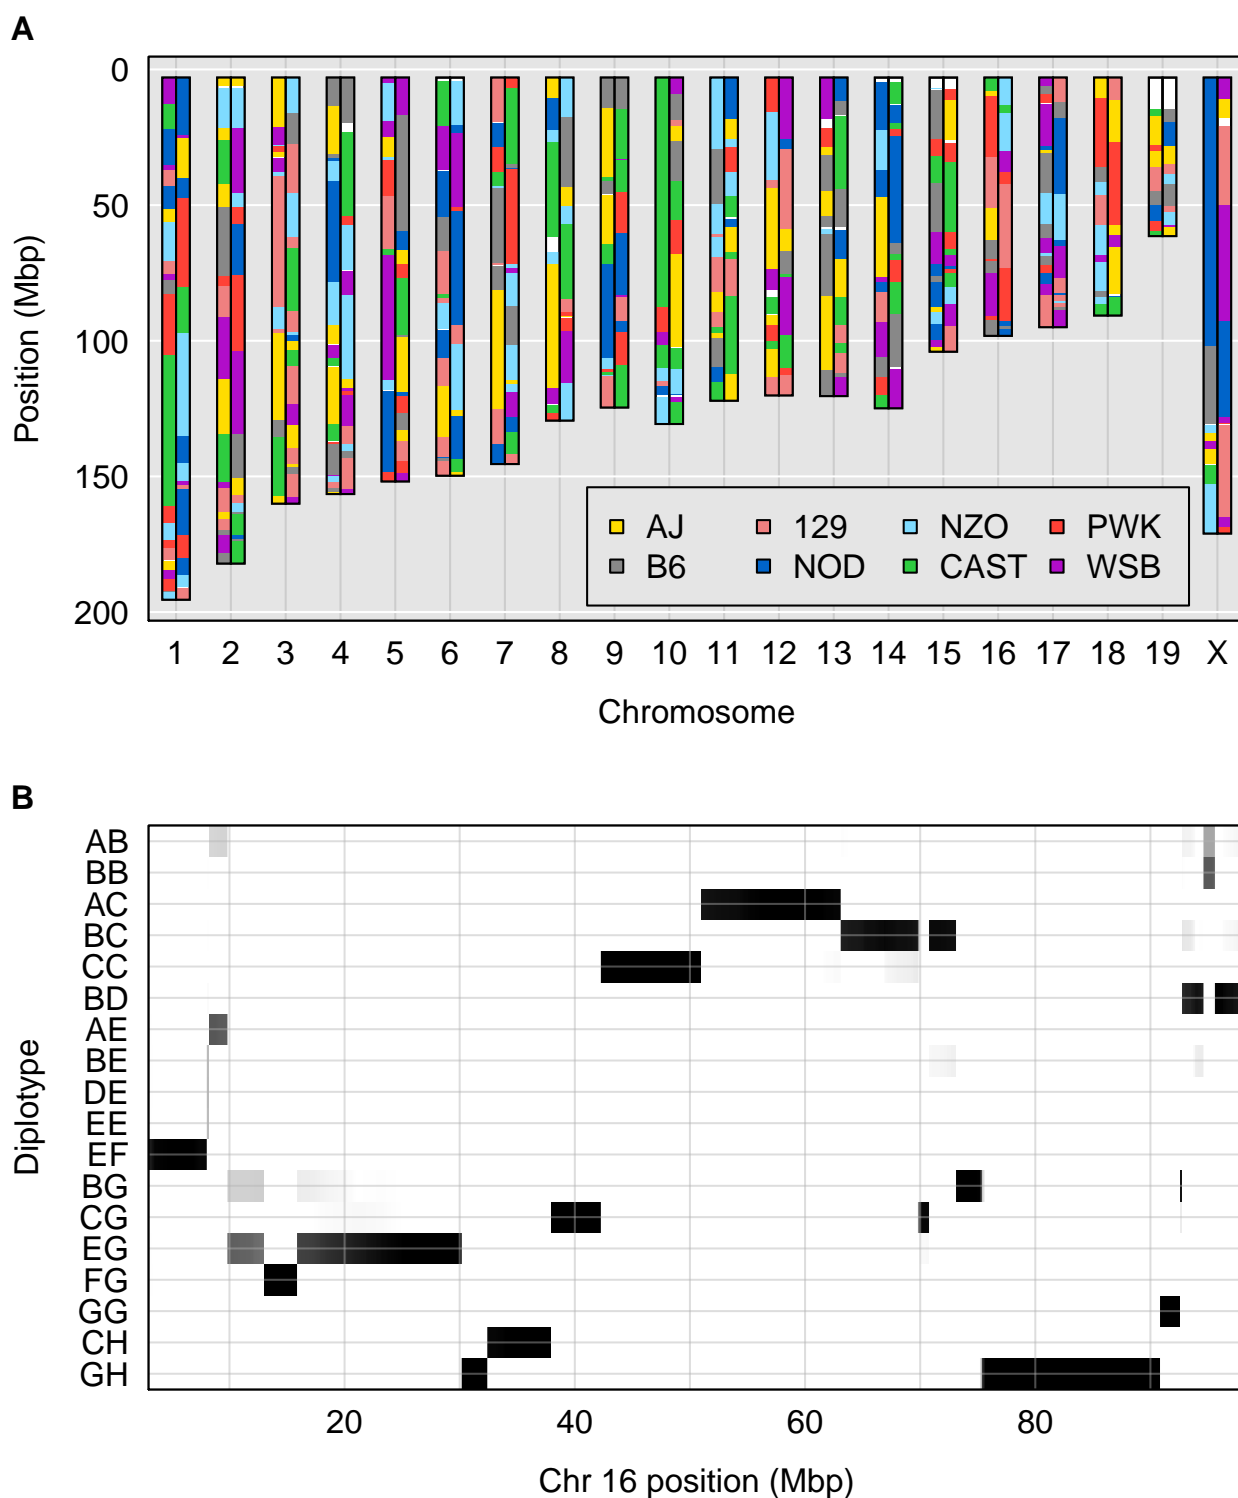 A
Position (Mbp)
0
50
100
150
200
AJ 129 NZO PWK
B6 NOD CAST WSB
1 2 3 4 5 6 7 8 9 10 11 12 13 14 15 16 17 18 19 X
Chromosome
B
Diplotype
AB
BB
AC
BC
CC
BD
AE
BE
DE
EE
EF
BG
CG
EG
FG
GG
CH
GH
20 40 60 80
Chr 16 position (Mbp)